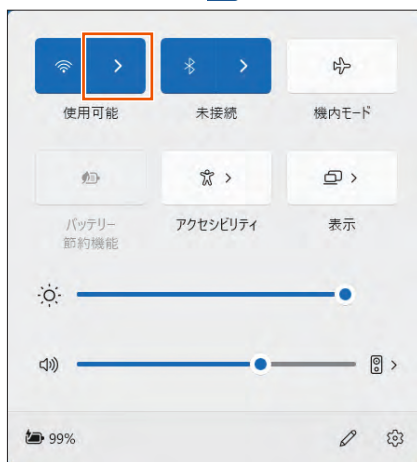 使用可能
未接続
機内モード
バッテリー
節約機能
アクセシビリティ
表示
99%